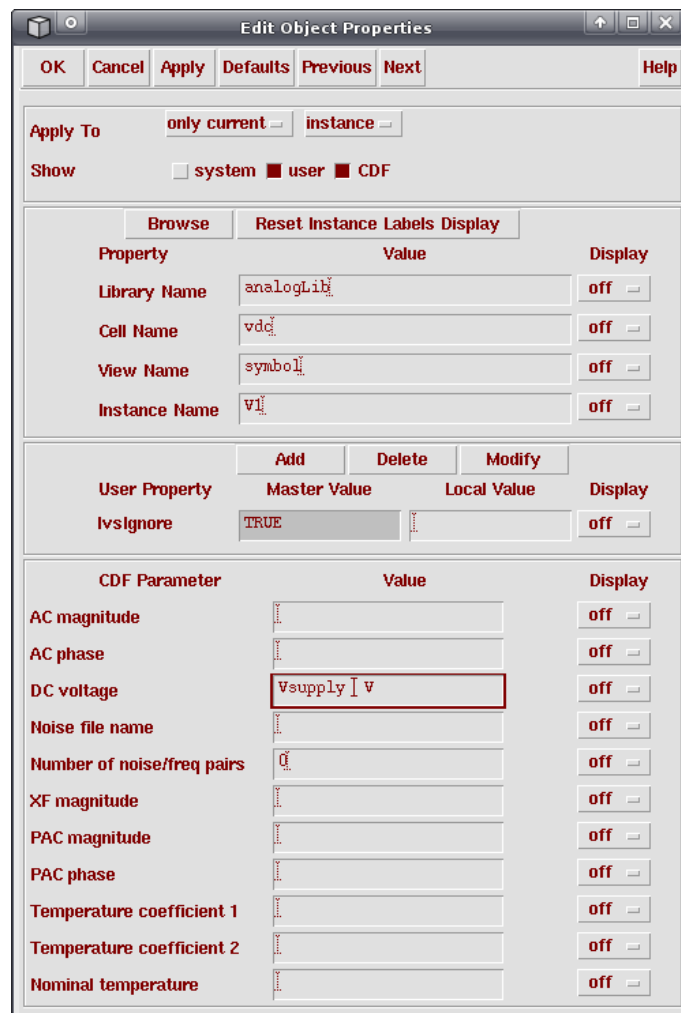 Edit Object Properties
OK Cancel Apply Defaults Previous Next Help
Apply To only current instance
Show system user CDF
Browse Reset Instance Labels Display
Property Value Display
Library Name analogLib off
Cell Name vdc off
View Name symbol off
Instance Name V1 off
Add Delete Modify
User Property Master Value Local Value Display
lvsIgnore TRUE off
CDF Parameter Value Display
AC magnitude off
AC phase off
DC voltage Vsupply V off
Noise file name off
Number of noise/freq pairs 0 off
XF magnitude off
PAC magnitude off
PAC phase off
Temperature coefficient 1 off
Temperature coefficient 2 off
Nominal temperature off